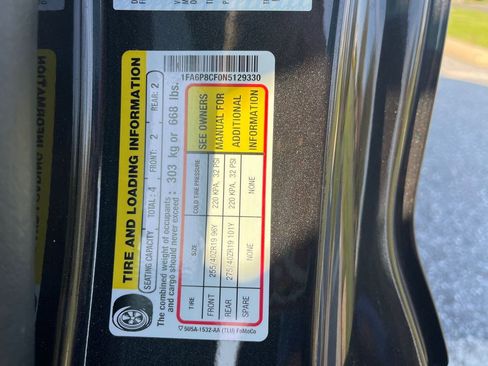 TIRE AND LOADING INFORMATION
SEATING CAPACITY TOTAL: 4 FRONT: 2 REAR: 2
The combined weight of occupants
and cargo should never exceed : 303 kg or 668 lbs.
1FA6P8CF0N5129330
TIRE SIZE COLD TIRE PRESSURE
FRONT 255/40ZR19 96Y 220 KPA, 32 PSI
REAR 275/40ZR19 101Y 220 KPA, 32 PSI
SPARE NONE NONE
SEE OWNERS
MANUAL FOR
ADDITIONAL
INFORMATION
5U5A-1532-AA (TLU) FoMoCo